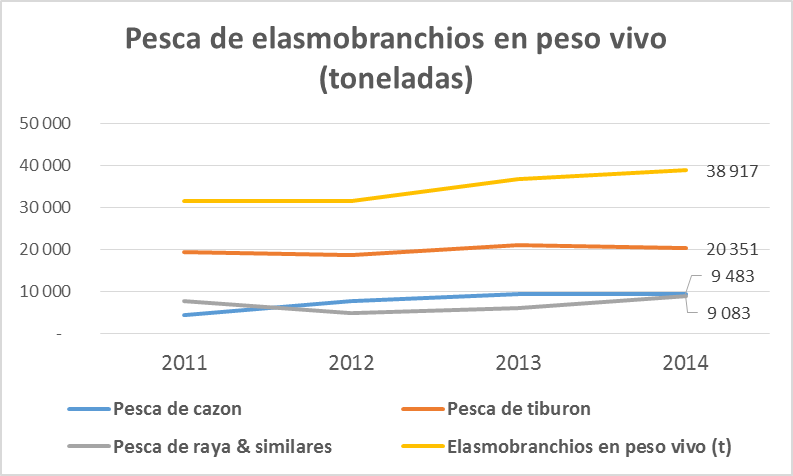 Pesca de elasmobranchios en peso vivo
(toneladas)
50 000
40 000
30 000
20 000
10 000
-
38 917
20 351
9 483
9 083
2011 2012 2013 2014
Pesca de cazon
Pesca de tiburon
Pesca de raya & similares
Elasmobranchios en peso vivo (t)